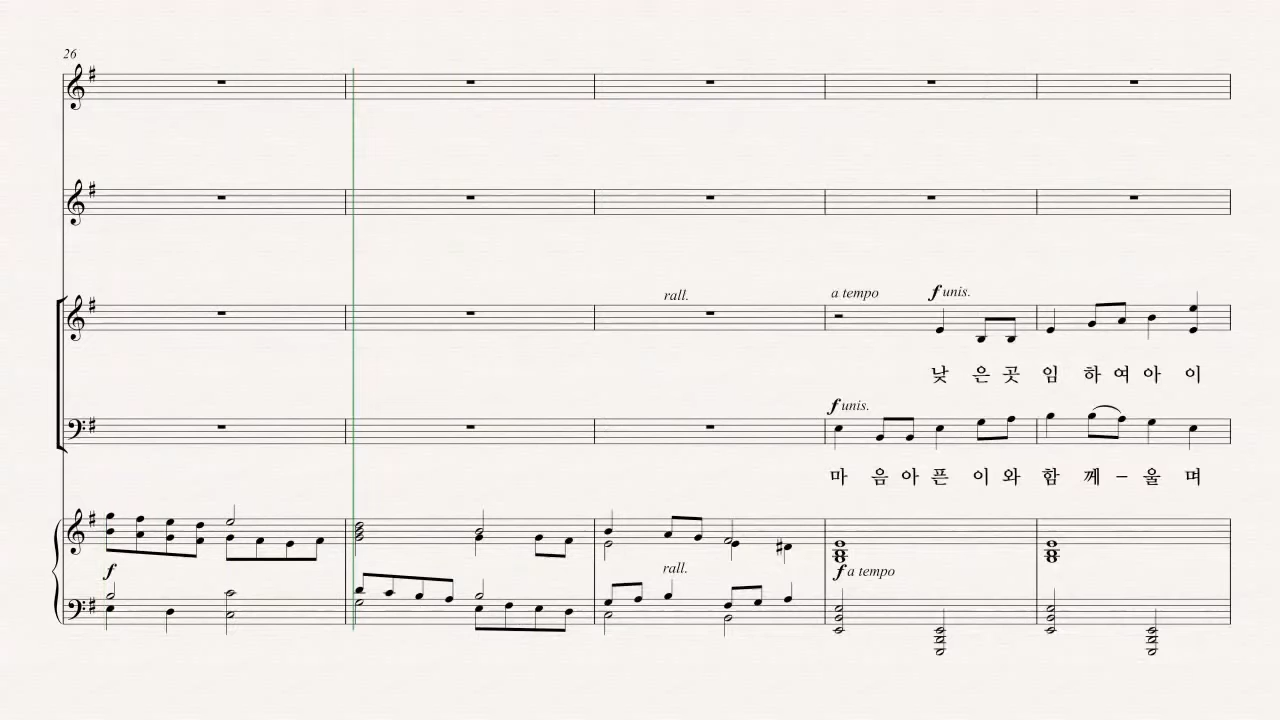 26
rall.
a tempo
f unis.
낮 은 곳 임 하 여 아 이
f unis.
마 음 아 픈 이 와 함 께 – 울 며
f
rall.
f a tempo